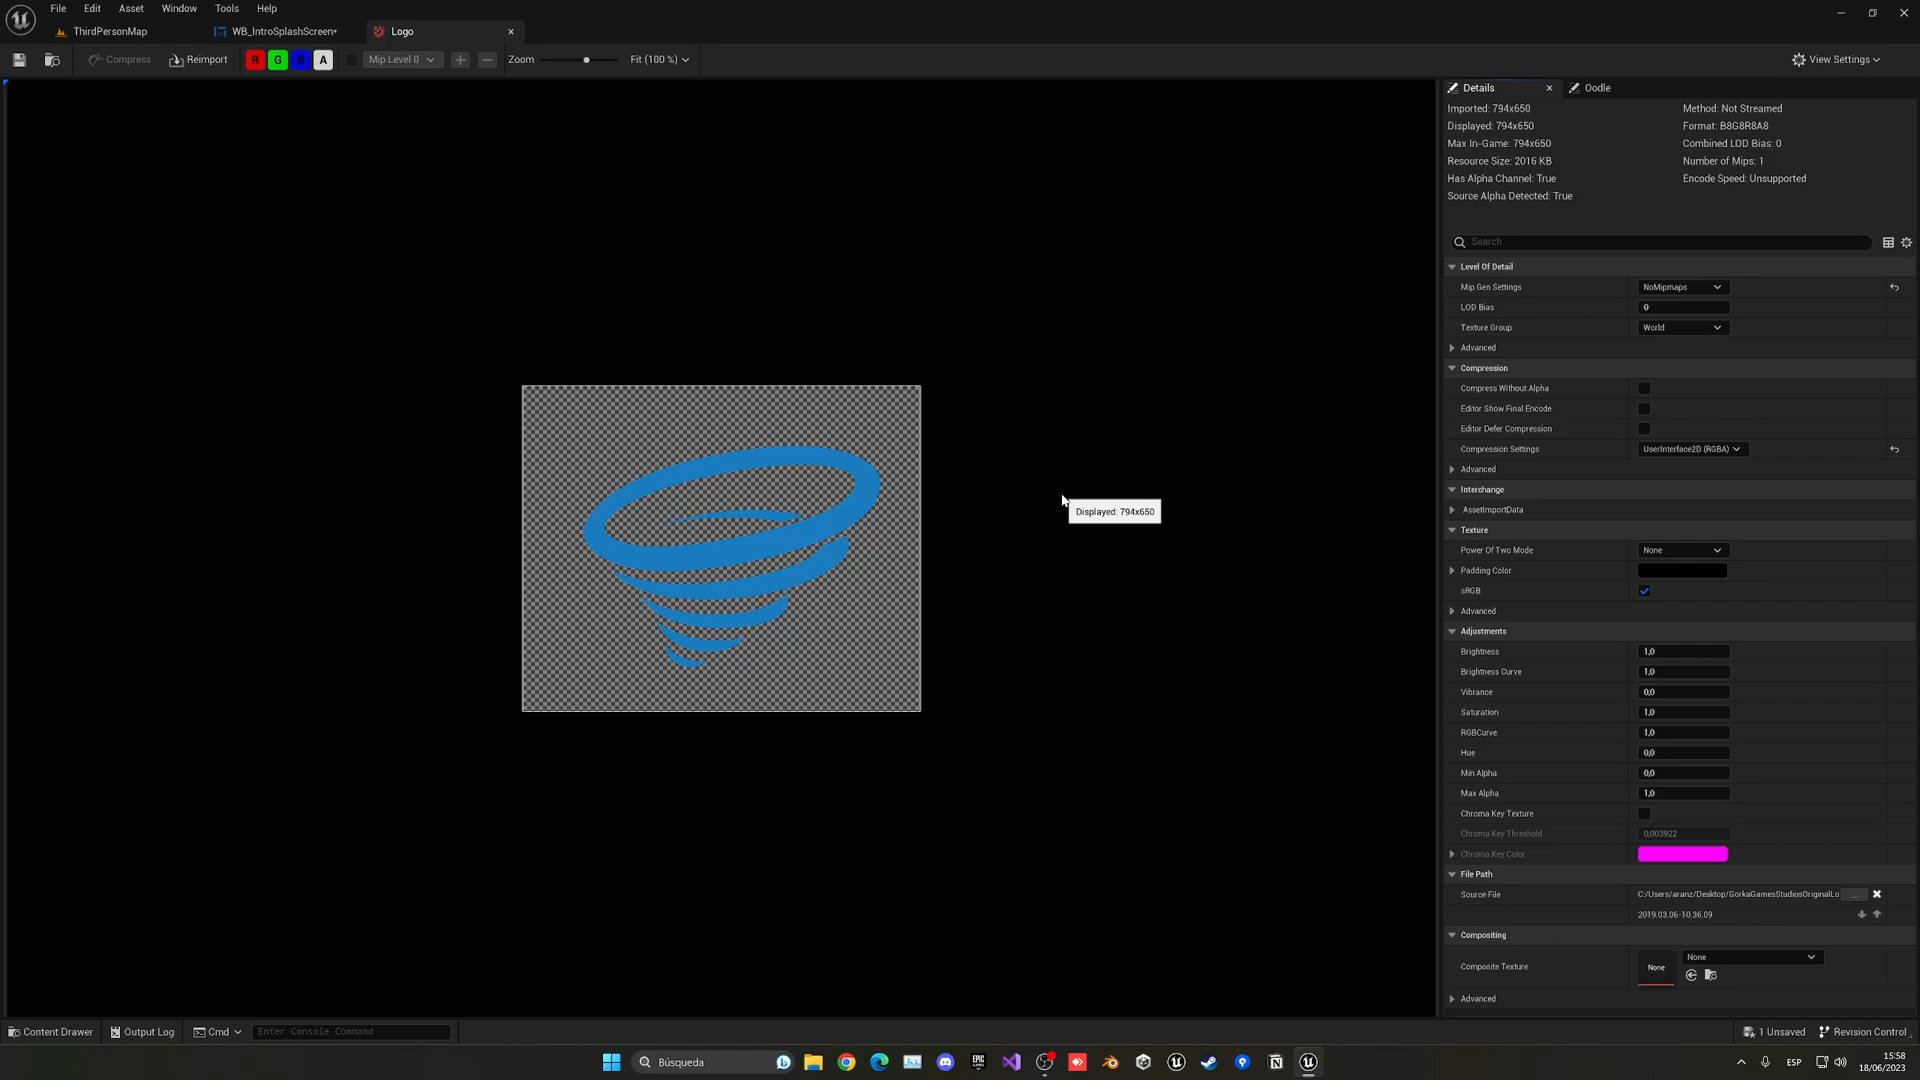 File Edit Asset Window Tools Help
ThirdPersonMap WB_IntroSplashScreen* Logo
Compress Reimport R G B A Mip Level 0 Zoom Fit (100 %) View Settings
Details Oodle
Imported: 794x650 Method: Not Streamed
Displayed: 794x650 Format: B8G8R8A8
Max In-Game: 794x650 Combined LOD Bias: 0
Resource Size: 2016 KB Number of Mips: 1
Has Alpha Channel: True Encode Speed: Unsupported
Source Alpha Detected: True
Search
Level Of Detail
Mip Gen Settings NoMipmaps
LOD Bias 0
Texture Group World
Advanced
Compression
Compress Without Alpha
Editor Show Final Encode
Editor Defer Compression
Compression Settings UserInterface2D (RGBA)
Advanced
Interchange
AssetImportData
Displayed: 794x650
Texture
Power Of Two Mode None
Padding Color
sRGB
Advanced
Adjustments
Brightness 1,0
Brightness Curve 1,0
Vibrance 0,0
Saturation 1,0
RGBCurve 1,0
Hue 0,0
Min Alpha 0,0
Max Alpha 1,0
Chroma Key Texture
Chroma Key Threshold 0,003922
Chroma Key Color
File Path
Source File C:/Users/aranz/Desktop/GorkaGamesStudiosOriginalLo ...
2019.03.06-10.36.09
Compositing
Composite Texture None None
Advanced
Content Drawer Output Log Cmd Enter Console Command 1 Unsaved Revision Control
Búsqueda EPIC GAMES ESP 15:58
18/06/2023